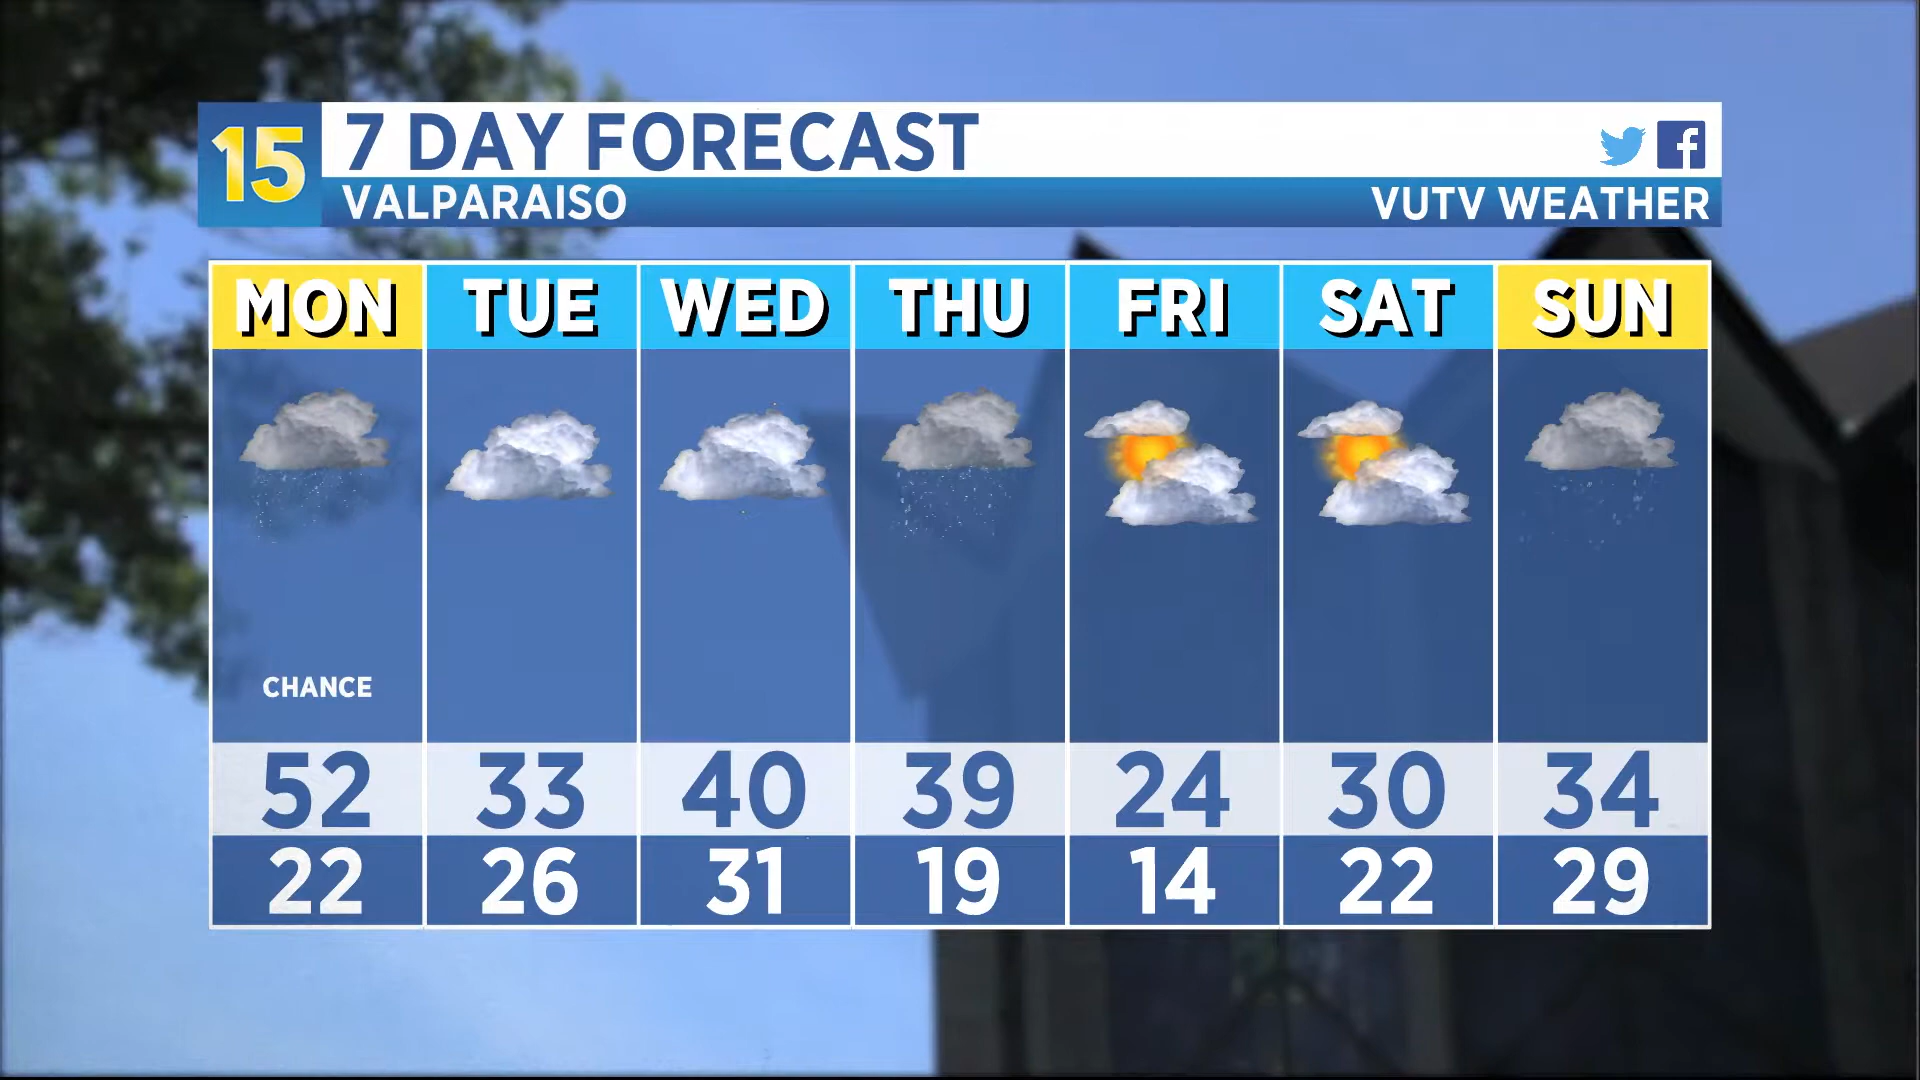 15
7 DAY FORECAST
VALPARAISO
VUTV WEATHER
MON TUE WED THU FRI SAT SUN
CHANCE
52 33 40 39 24 30 34
22 26 31 19 14 22 29